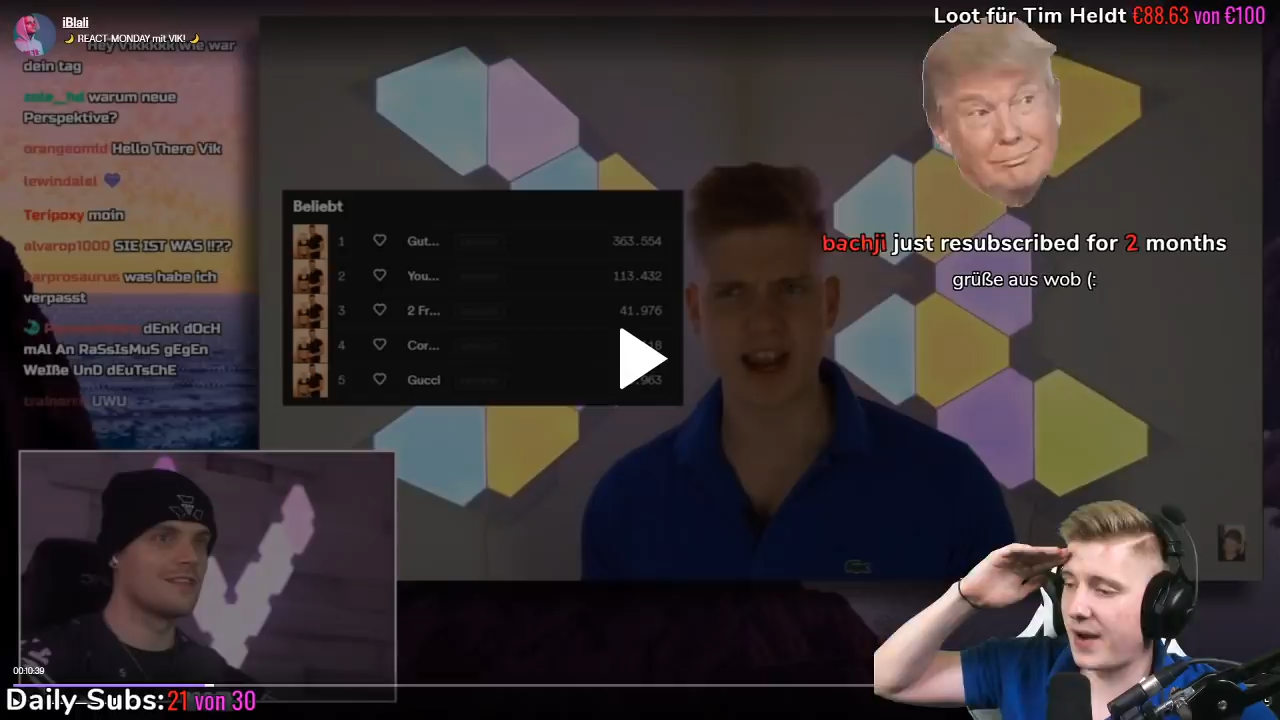 iBlali
🌙 REACT-MONDAY mit VIK! 🌙
Loot für Tim Heldt €88.63 von €100
Hey Vikkkkk wie war
dein tag
warum neue
Perspektive?
orangeomld Hello There Vik
lewindalsl 💜
Teripoxy moin
alvarop1000 SIE IST WAS !!??
was habe ich
verpasst
dEnK dOcH
mAl An RaSsIsMuS gEgEn
WeIße UnD dEuTsChE
UWU
Beliebt
1 Gut... 363.554
2 You... 113.432
3 2 Fr... 41.976
4 Cor...
5 Gucci
bachji just resubscribed for 2 months
grüße aus wob (:
00:10:39
Daily Subs: 21 von 30